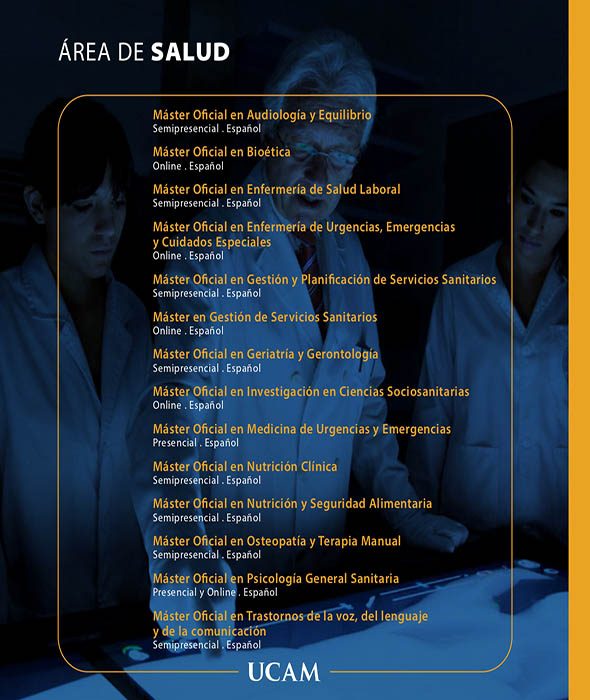 ÁREA DE SALUD
Máster Oficial en Audiología y Equilibrio
Semipresencial . Español
Máster Oficial en Bioética
Online . Español
Máster Oficial en Enfermería de Salud Laboral
Semipresencial . Español
Máster Oficial en Enfermería de Urgencias, Emergencias
y Cuidados Especiales
Online . Español
Máster Oficial en Gestión y Planificación de Servicios Sanitarios
Semipresencial . Español
Máster en Gestión de Servicios Sanitarios
Online . Español
Máster Oficial en Geriatría y Gerontología
Semipresencial . Español
Máster Oficial en Investigación en Ciencias Sociosanitarias
Online . Español
Máster Oficial en Medicina de Urgencias y Emergencias
Presencial . Español
Máster Oficial en Nutrición Clínica
Semipresencial . Español
Máster Oficial en Nutrición y Seguridad Alimentaria
Semipresencial . Español
Máster Oficial en Osteopatía y Terapia Manual
Semipresencial . Español
Máster Oficial en Psicología General Sanitaria
Presencial y Online . Español
Máster Oficial en Trastornos de la voz, del lenguaje
y de la comunicación
Semipresencial . Español
UCAM